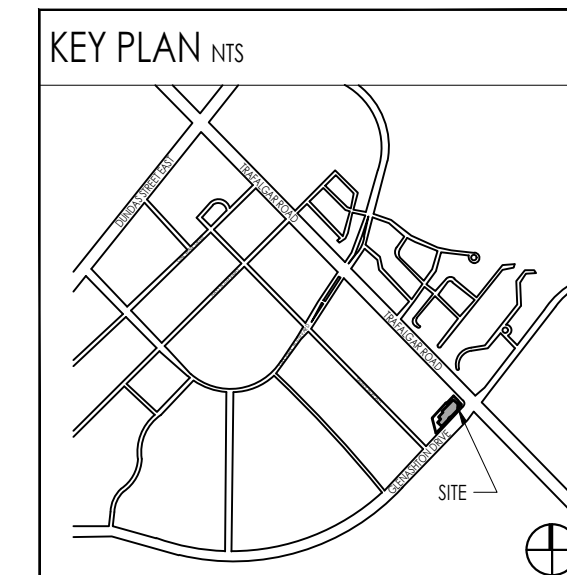 KEY PLAN NTS
DUNDAS STREET EAST
TRAFALGAR ROAD
TRAFALGAR ROAD
GLENASHTON DRIVE
SITE